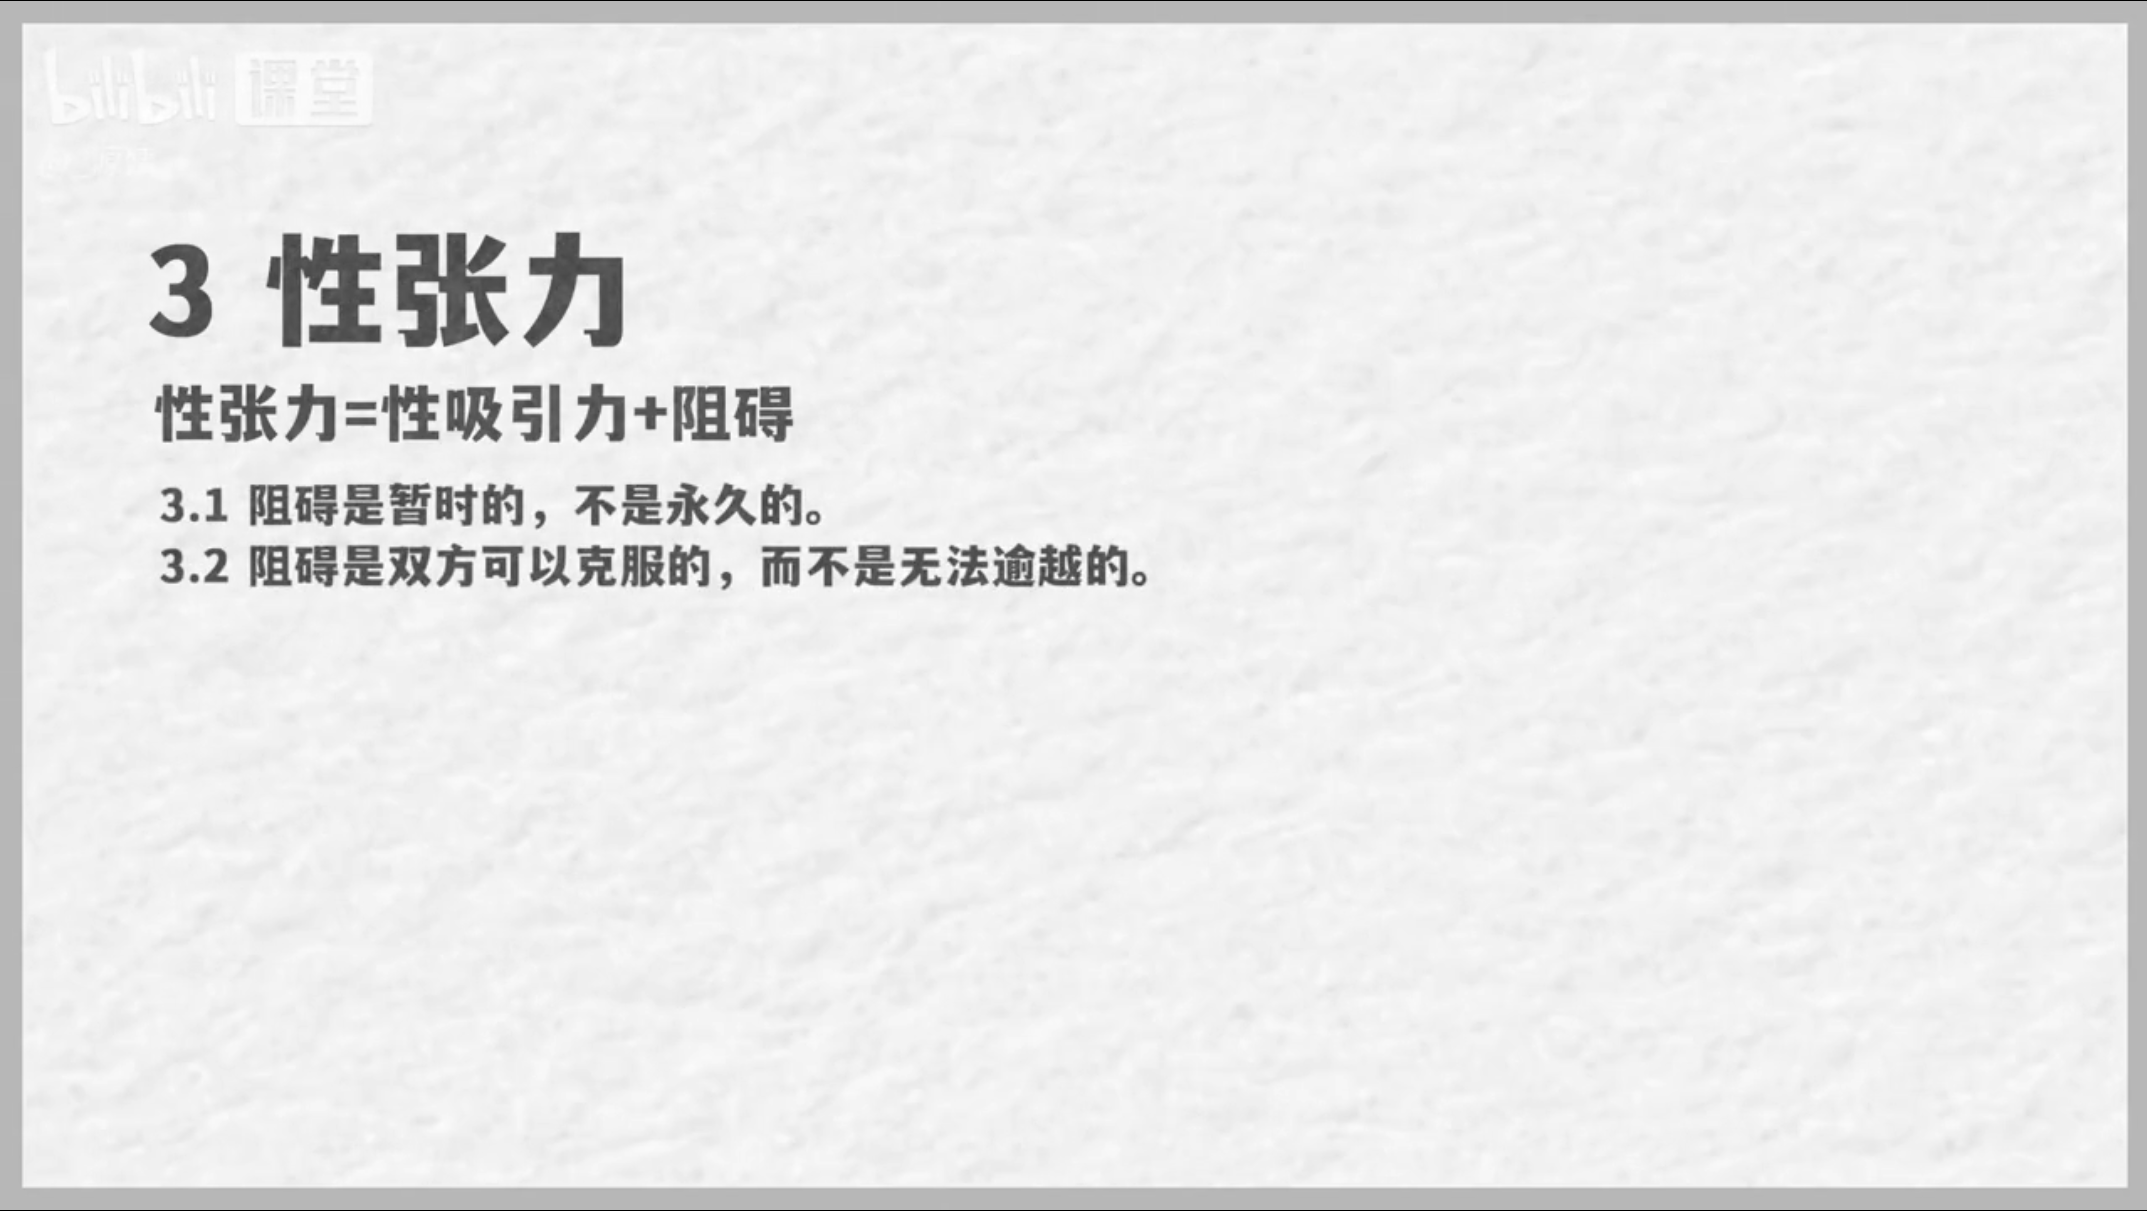 bilibili 课堂
3 性张力
性张力=性吸引力+阻碍
3.1 阻碍是暂时的，不是永久的。
3.2 阻碍是双方可以克服的，而不是无法逾越的。